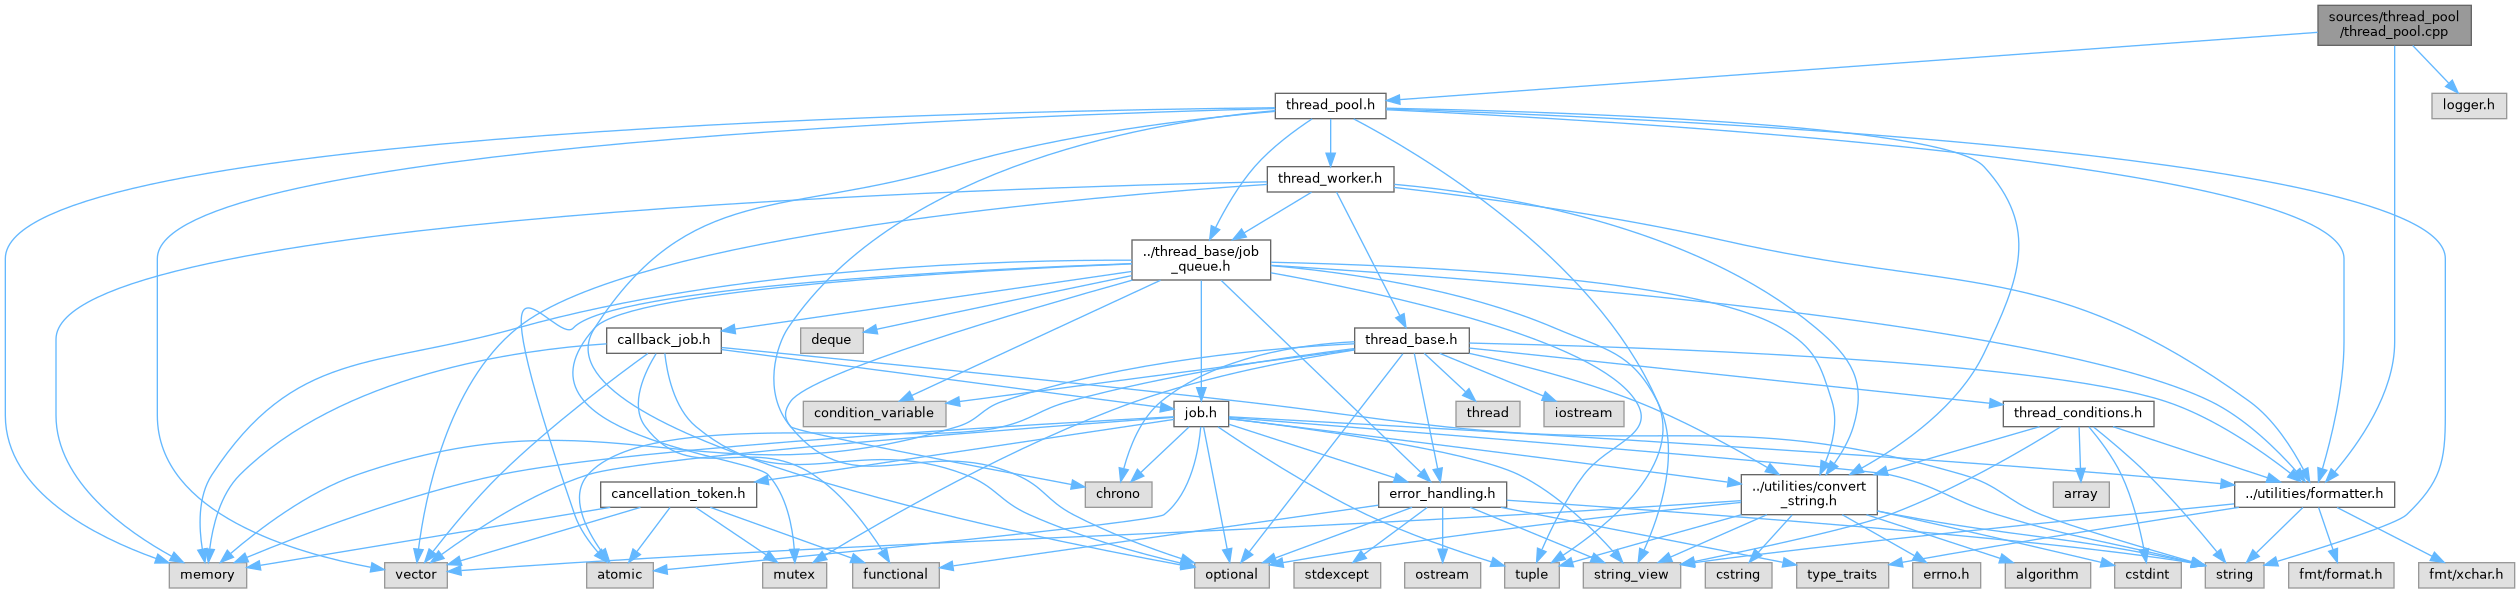 sources/thread_pool
/thread_pool.cpp
thread_pool.h
logger.h
thread_worker.h
../thread_base/job
_queue.h
callback_job.h
deque
thread_base.h
condition_variable
job.h
thread
iostream
thread_conditions.h
cancellation_token.h
chrono
error_handling.h
../utilities/convert
_string.h
array
../utilities/formatter.h
memory
vector
atomic
mutex
functional
optional
stdexcept
ostream
tuple
string_view
cstring
type_traits
errno.h
algorithm
cstdint
string
fmt/format.h
fmt/xchar.h